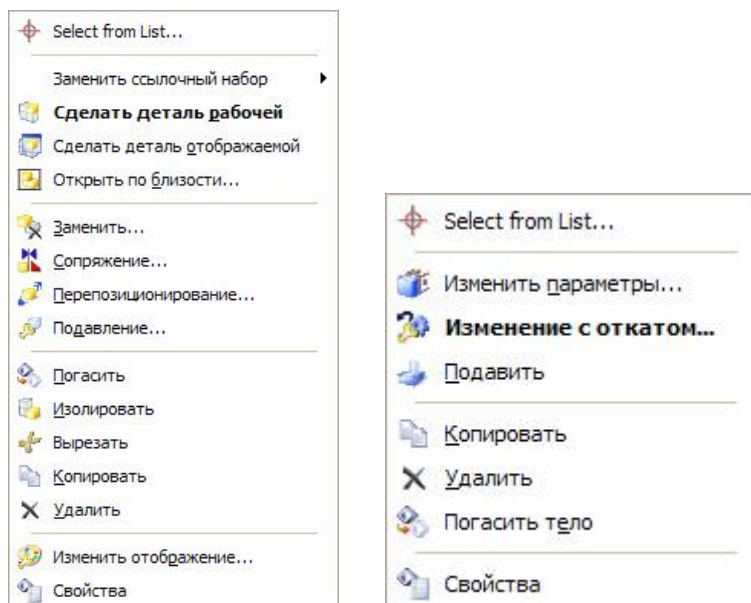 Select from List...
Заменить ссылочный набор
Сделать деталь рабочей
Сделать деталь отображаемой
Открыть по близости...
Заменить...
Сопряжение...
Перепозиционирование...
Подавление...
Погасить
Изолировать
Вырезать
Копировать
Удалить
Изменить отображение...
Свойства
Select from List...
Изменить параметры...
Изменение с откатом...
Подавить
Копировать
Удалить
Погасить тело
Свойства